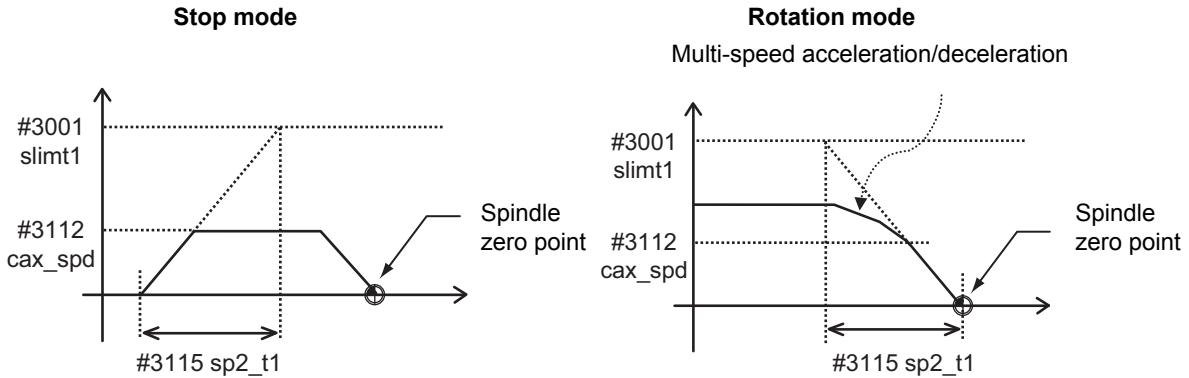 Stop mode
#3001
slimt1
#3112
cax_spd
Spindle
zero point
#3115 sp2_t1
Rotation mode
Multi-speed acceleration/deceleration
#3001
slimt1
#3112
cax_spd
Spindle
zero point
#3115 sp2_t1